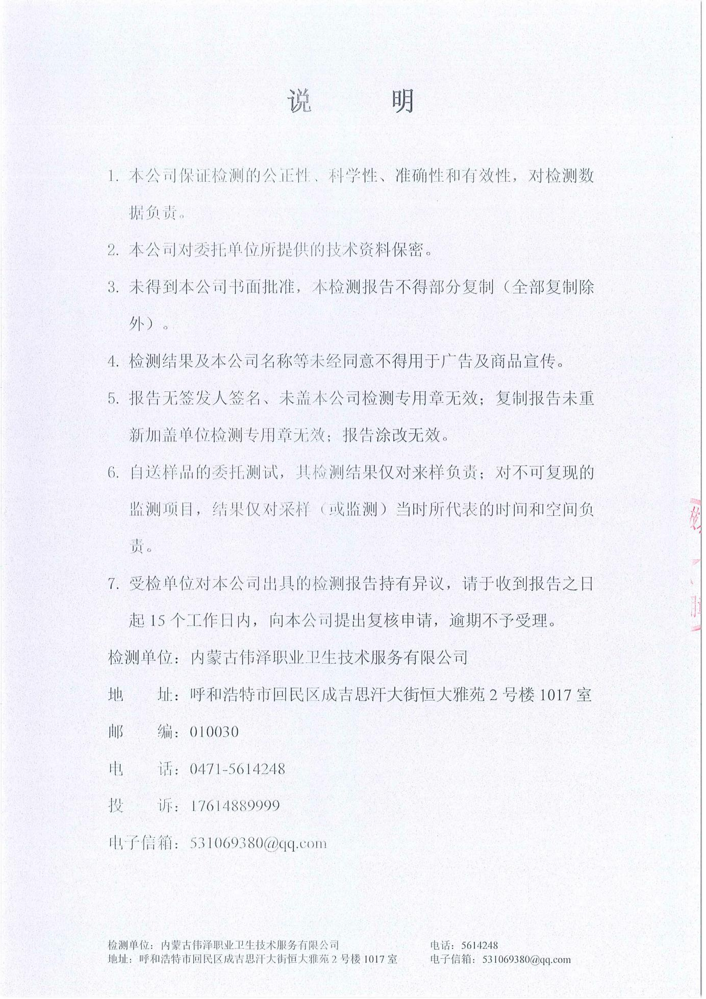 说 明
1. 本公司保证检测的公正性、科学性、准确性和有效性，对检测数
据负责。
2. 本公司对委托单位所提供的技术资料保密。
3. 未得到本公司书面批准，本检测报告不得部分复制（全部复制除
外）。
4. 检测结果及本公司名称等未经同意不得用于广告及商品宣传。
5. 报告无签发人签名、未盖本公司检测专用章无效；复制报告未重
新加盖单位检测专用章无效；报告涂改无效。
6. 自送样品的委托测试，其检测结果仅对来样负责；对不可复现的
监测项目，结果仅对采样（或监测）当时所代表的时间和空间负
责。
7. 受检单位对本公司出具的检测报告持有异议，请于收到报告之日
起 15 个工作日内，向本公司提出复核申请，逾期不予受理。
检测单位：内蒙古伟泽职业卫生技术服务有限公司
地 址：呼和浩特市回民区成吉思汗大街恒大雅苑 2 号楼 1017 室
邮 编：010030
电 话：0471-5614248
投 诉：17614889999
电子信箱：531069380@qq.com
检测单位：内蒙古伟泽职业卫生技术服务有限公司 电话：5614248
地址：呼和浩特市回民区成吉思汗大街恒大雅苑 2 号楼 1017 室 电子信箱：531069380@qq.com